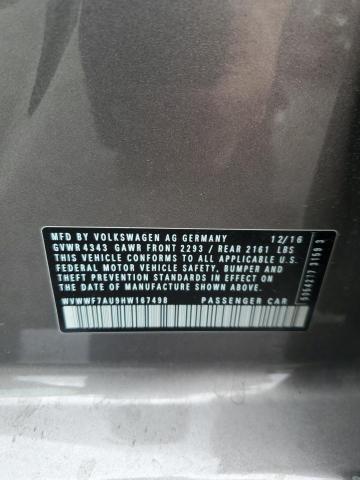 MFD BY VOLKSWAGEN AG GERMANY 12/16
GVWR 4343 GAWR FRONT 2293 / REAR 2161 LBS
THIS VEHICLE CONFORMS TO ALL APPLICABLE U.S.
FEDERAL MOTOR VEHICLE SAFETY, BUMPER AND
THEFT PREVENTION STANDARDS IN EFFECT ON THE
DATE OF MANUFACTURE SHOWN ABOVE.
WVWWF7AU9HW167498 PASSENGER CAR